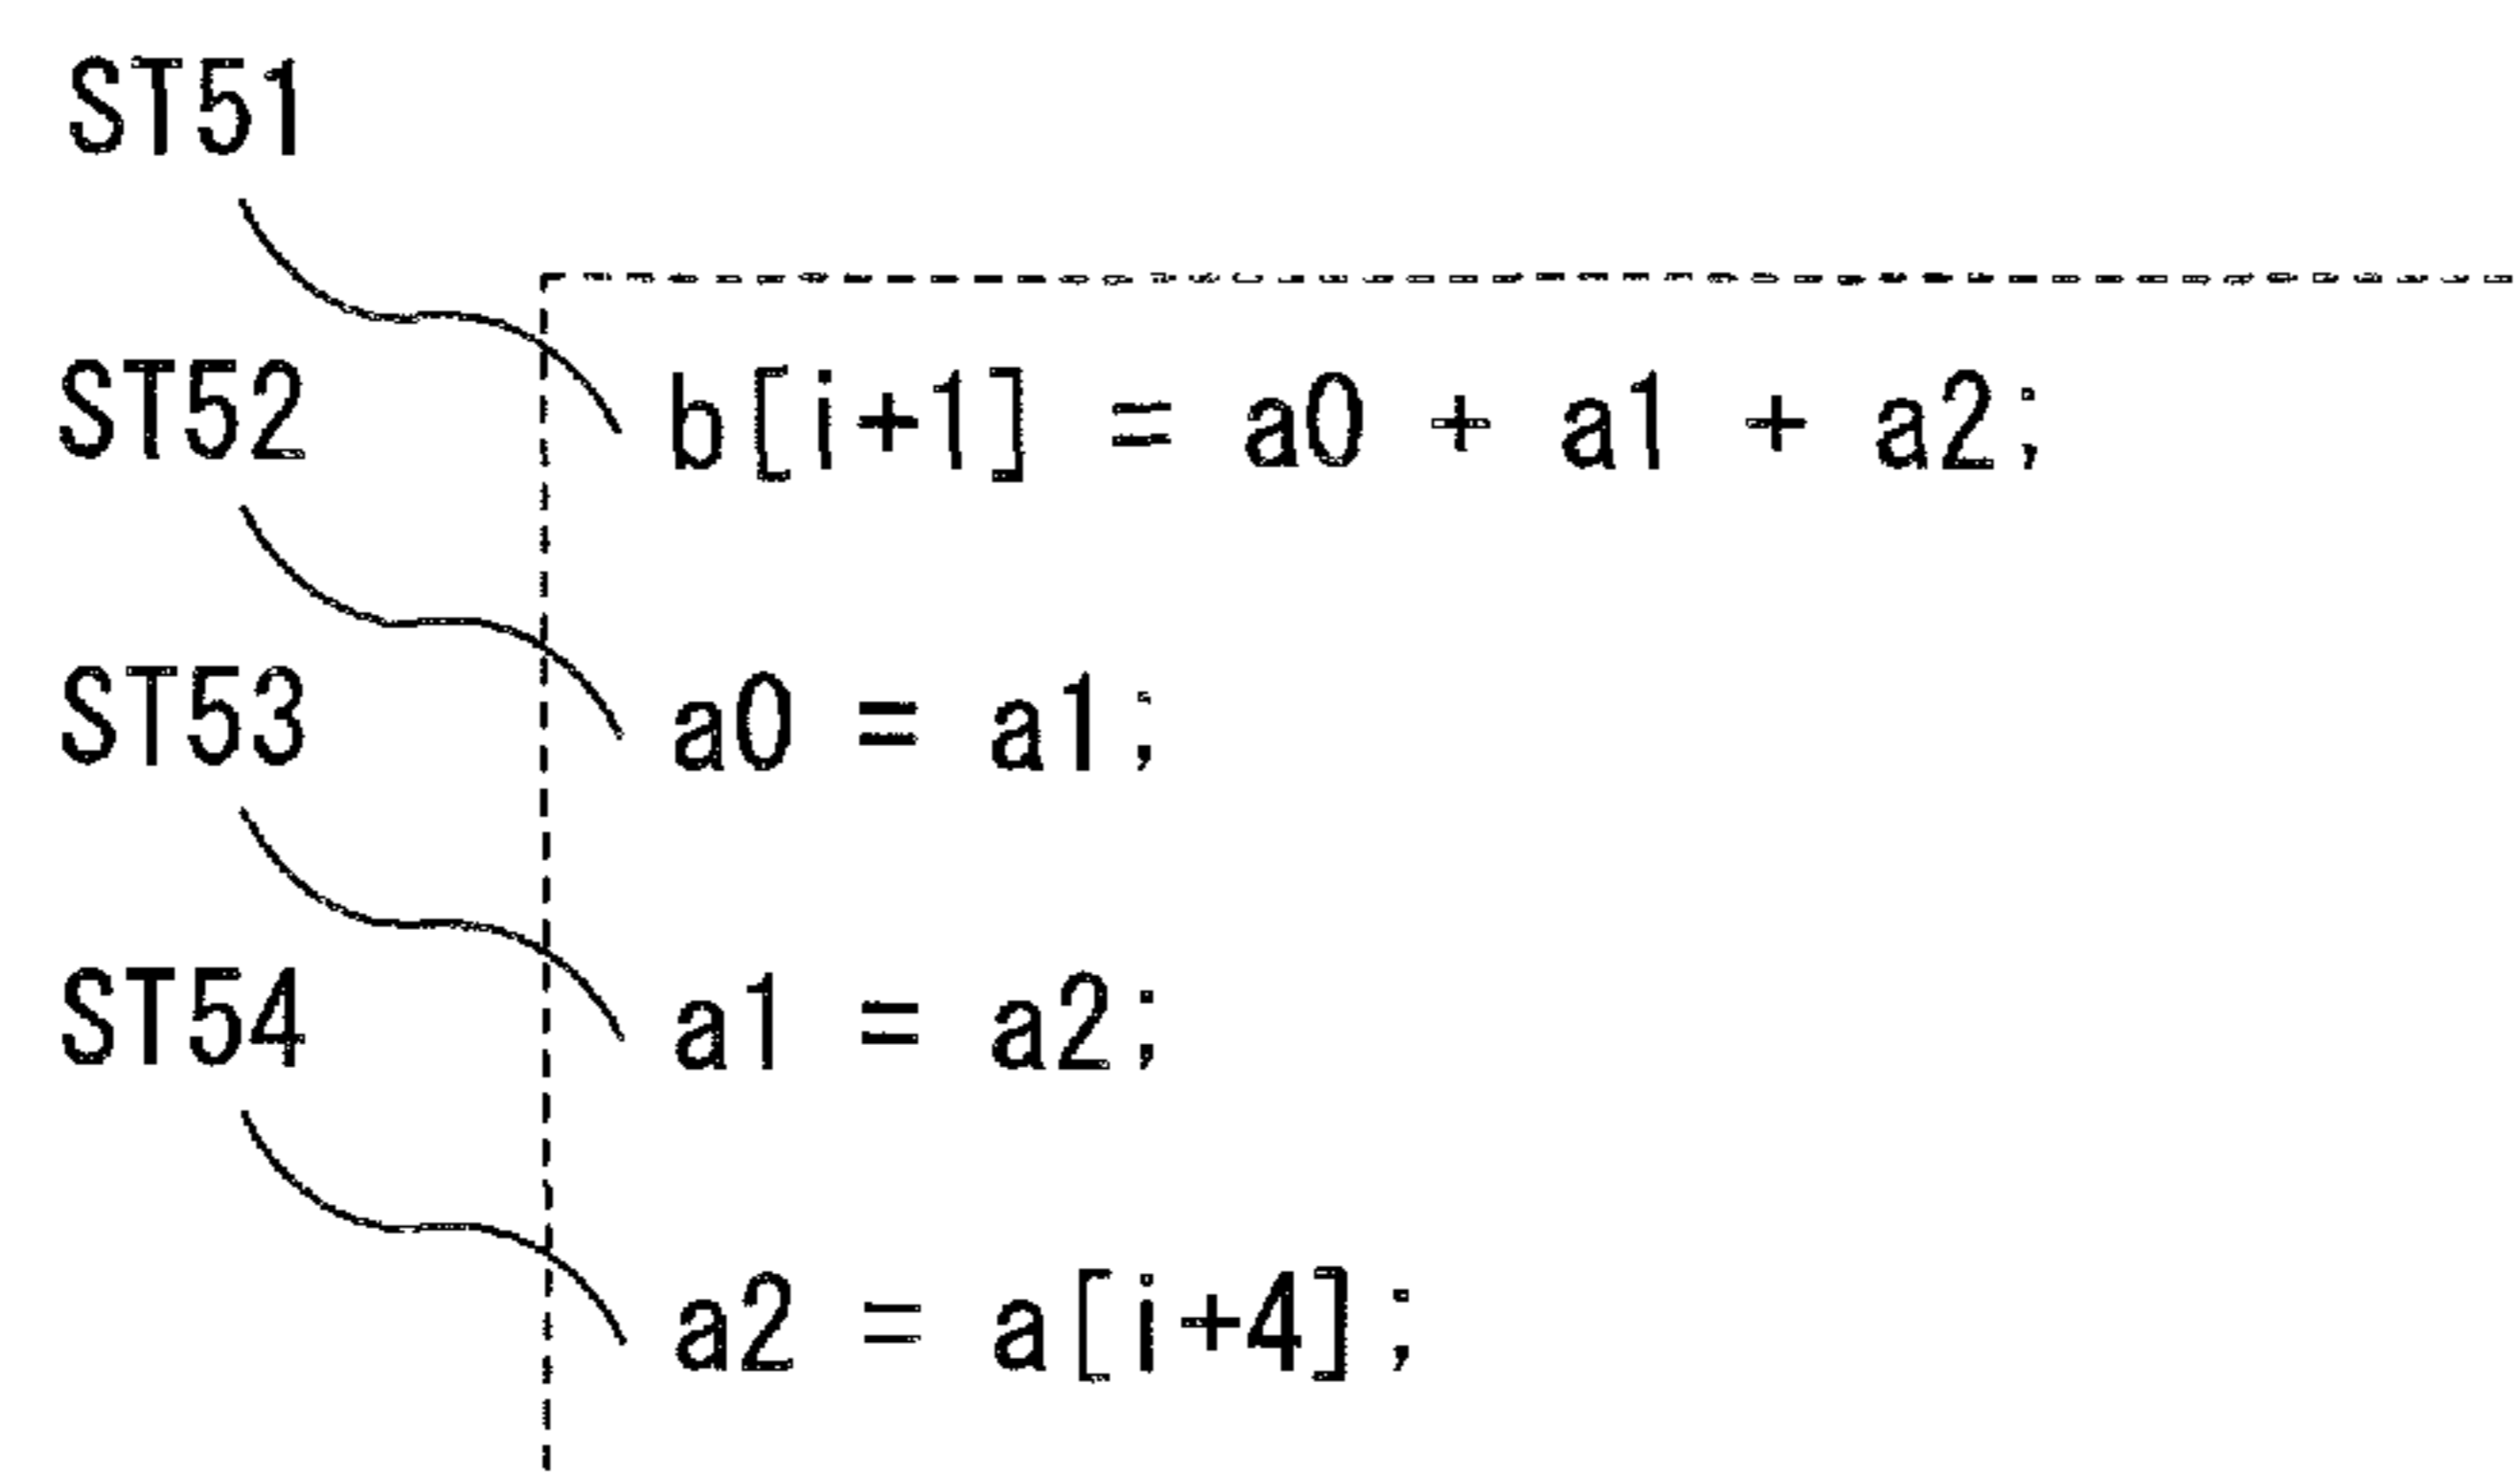 ST51
ST52
b[i+1] = a0 + a1 + a2;
ST53
a0 = a1;
ST54
a1 = a2;
a2 = a[i+4];